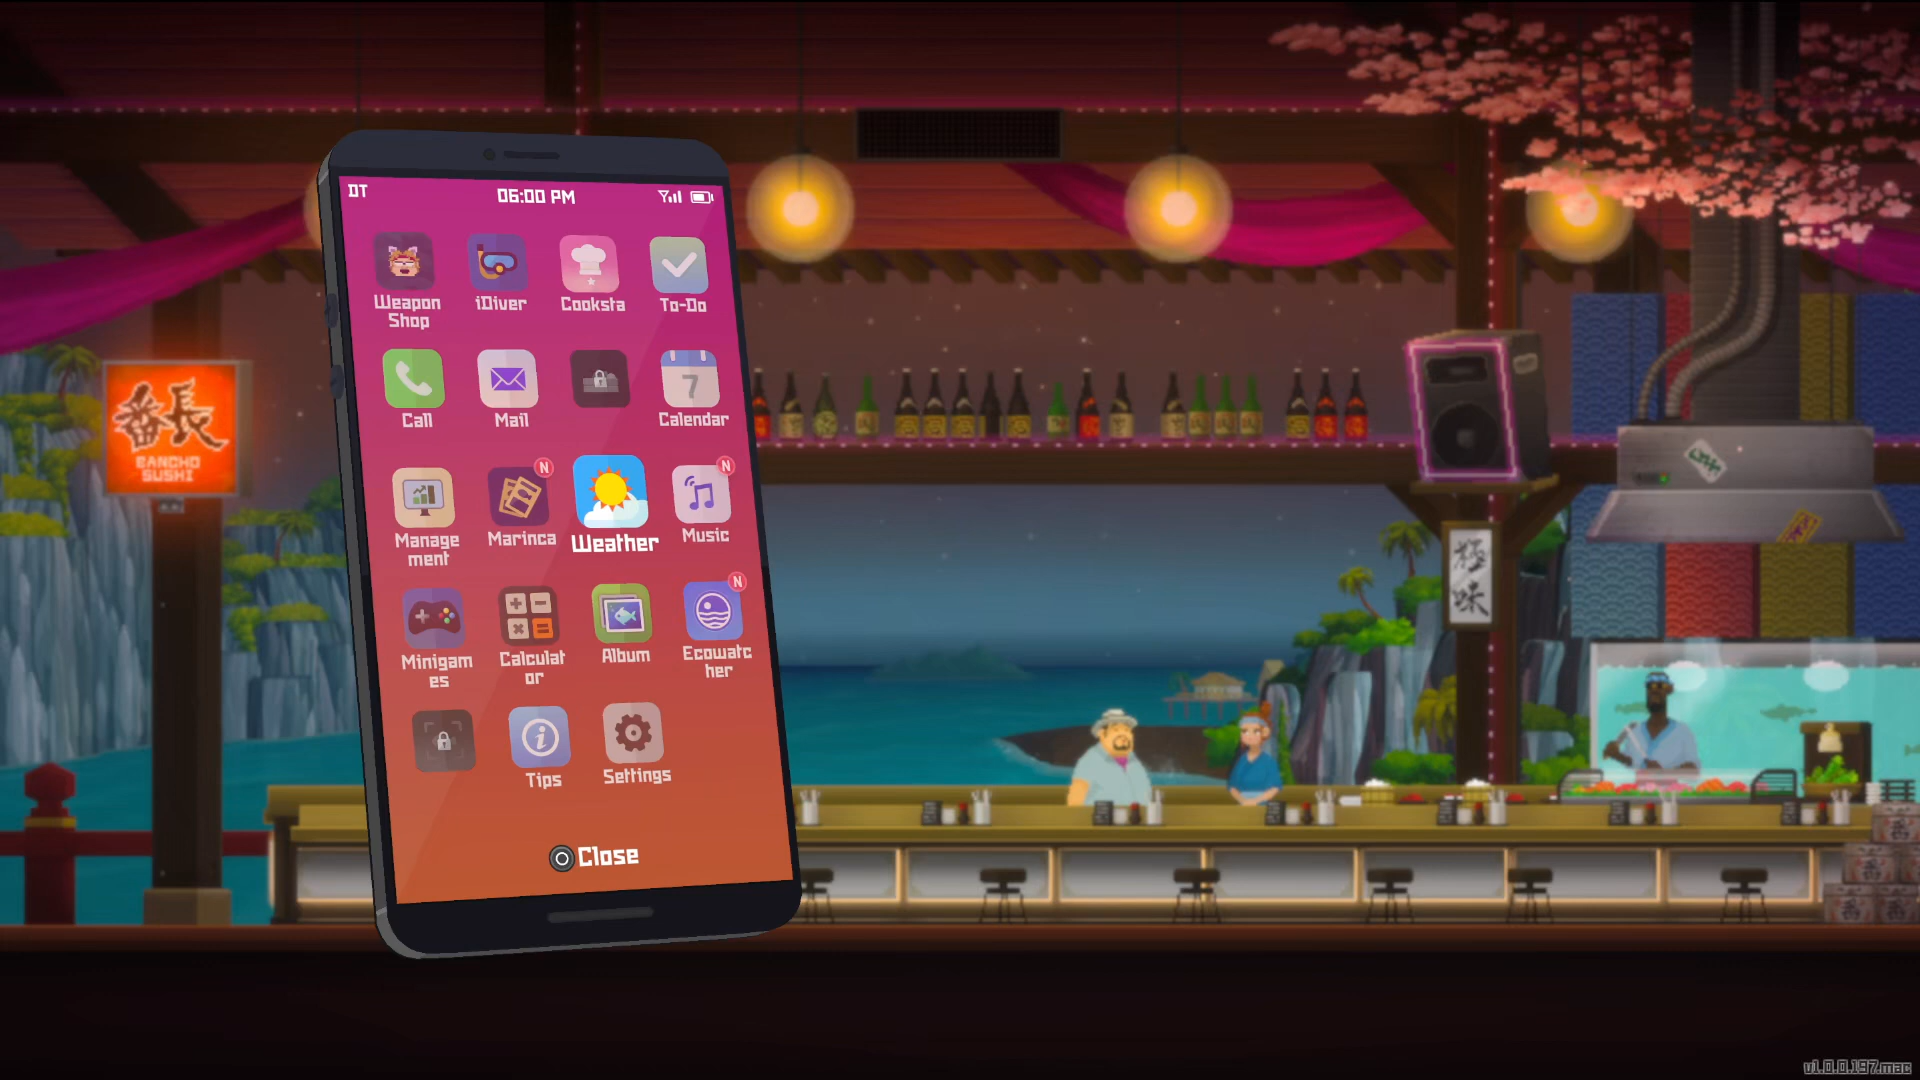 DT 06:00 PM
Weapon
Shop
iDiver
Cooksta
To-Do
Call
Mail
7
Calendar
Manage
ment
N
Marinca
Weather
N
Music
Minigam
es
Calculat
or
Album
N
Ecowatc
her
Tips
Settings
Close
番長
BANCHO
SUSHI
極味
v1.0.0.197.mac